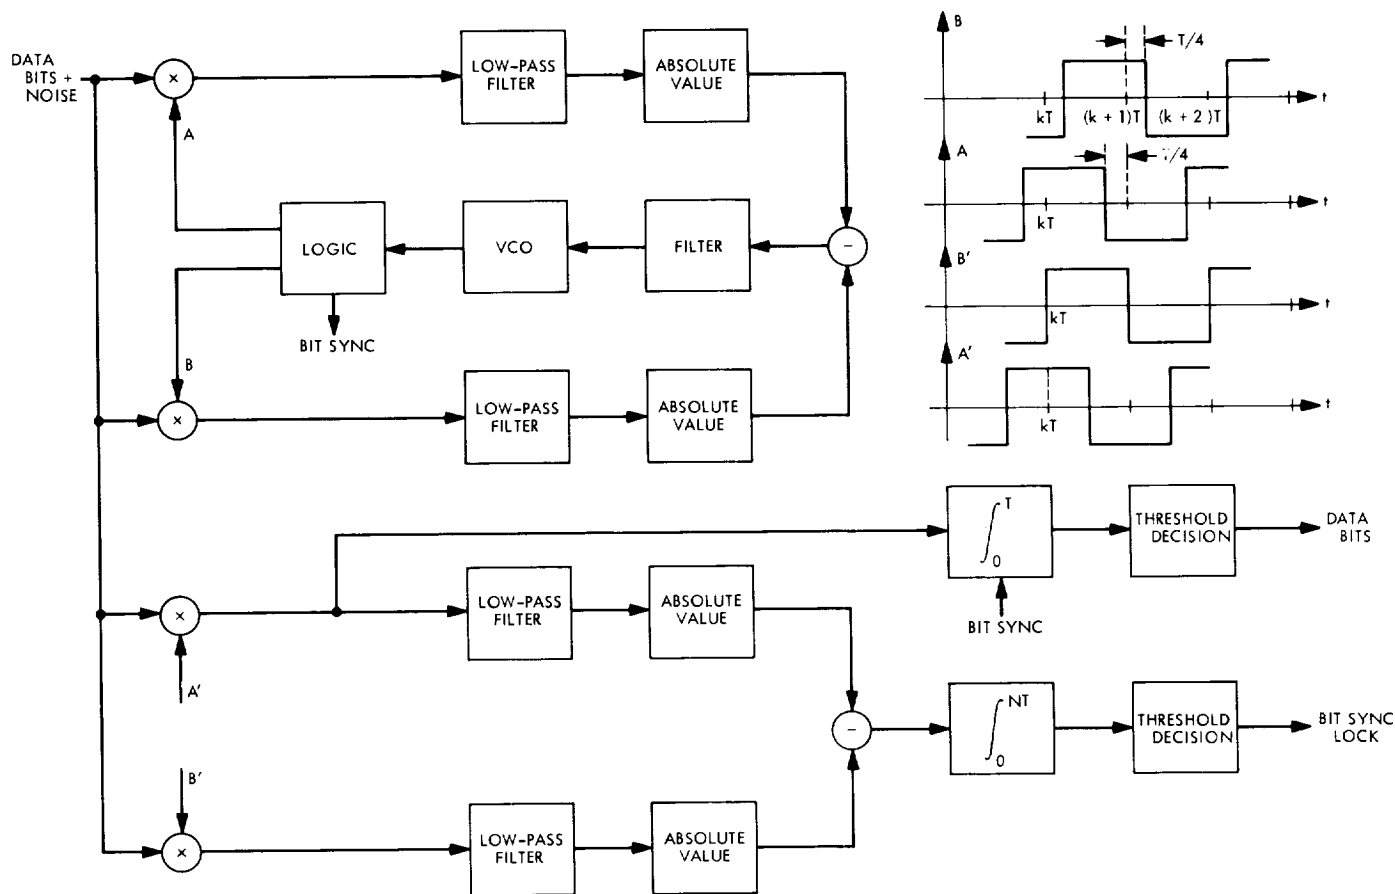 DATA
BITS +
NOISE
×
A
LOW-PASS
FILTER
ABSOLUTE
VALUE
LOGIC
VCO
FILTER
−
BIT SYNC
B
×
LOW-PASS
FILTER
ABSOLUTE
VALUE
B
T/4
kT
(k + 1)T
(k + 2)T
t
A
T/4
kT
t
B'
kT
t
A'
kT
t
×
A'
LOW-PASS
FILTER
ABSOLUTE
VALUE
∫ T 0
BIT SYNC
THRESHOLD
DECISION
DATA
BITS
−
∫ NT 0
THRESHOLD
DECISION
BIT SYNC
LOCK
B'
×
LOW-PASS
FILTER
ABSOLUTE
VALUE